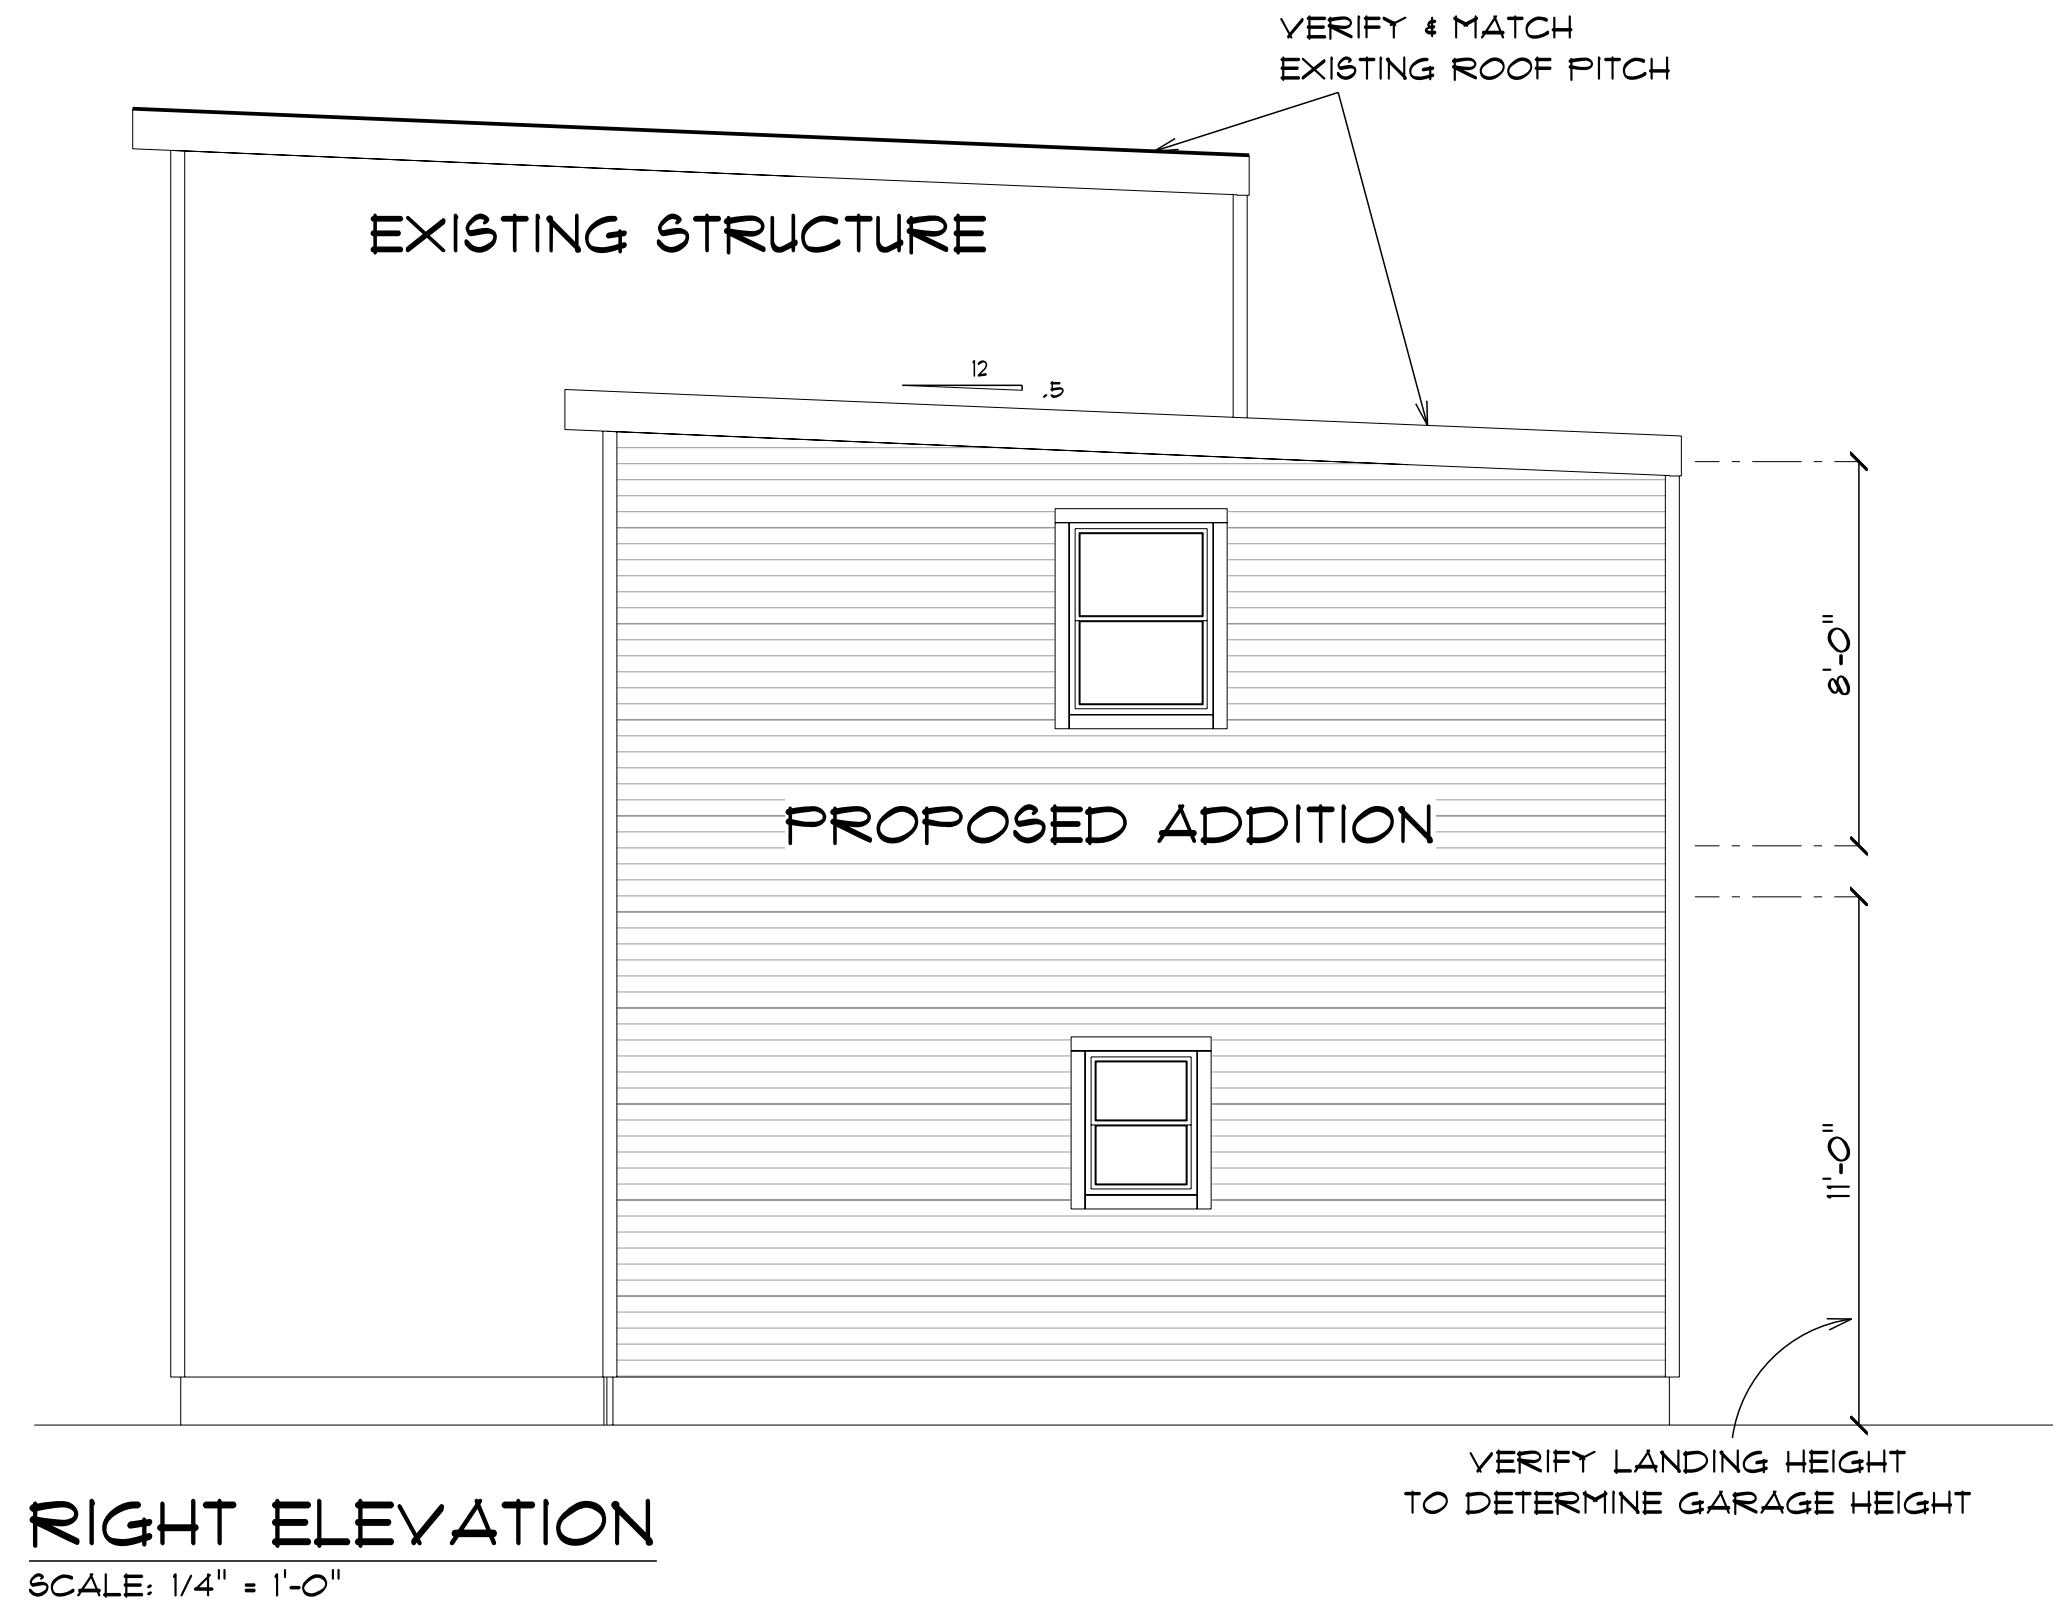 VERIFY & MATCH
EXISTING ROOF PITCH
EXISTING STRUCTURE
12
.5
8'-0"
PROPOSED ADDITION
11'-0"
VERIFY LANDING HEIGHT
TO DETERMINE GARAGE HEIGHT
RIGHT ELEVATION
SCALE: 1/4" = 1'-0"